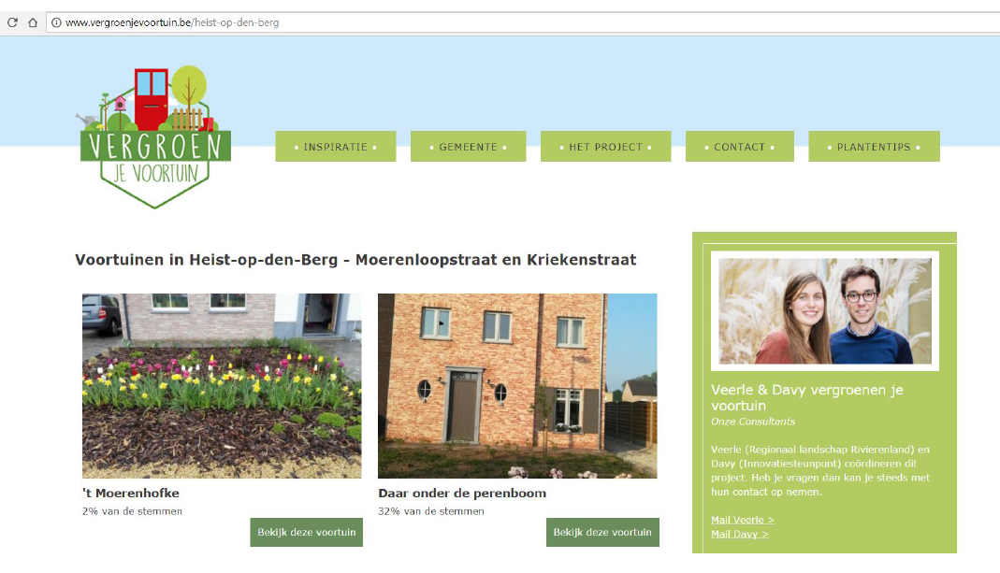 www.vergroenjevoortuin.be/heist-op-den-berg
VERGROEN
JE VOORTUIN
• INSPIRATIE •
• GEMEENTE •
• HET PROJECT •
• CONTACT •
• PLANTENTIPS •
Voortuinen in Heist-op-den-Berg - Moerenloopstraat en Kriekenstraat
't Moerenhofke
2% van de stemmen
Bekijk deze voortuin
Daar onder de perenboom
32% van de stemmen
Bekijk deze voortuin
Veerle & Davy vergroenen je
voortuin
Onze Consultants
Veerle (Regionaal landschap Rivierenland) en
Davy (Innovatiesteunpunt) coördineren dit
project. Heb je vragen dan kan je steeds met
hun contact op nemen.
Mail Veerle >
Mail Davy >